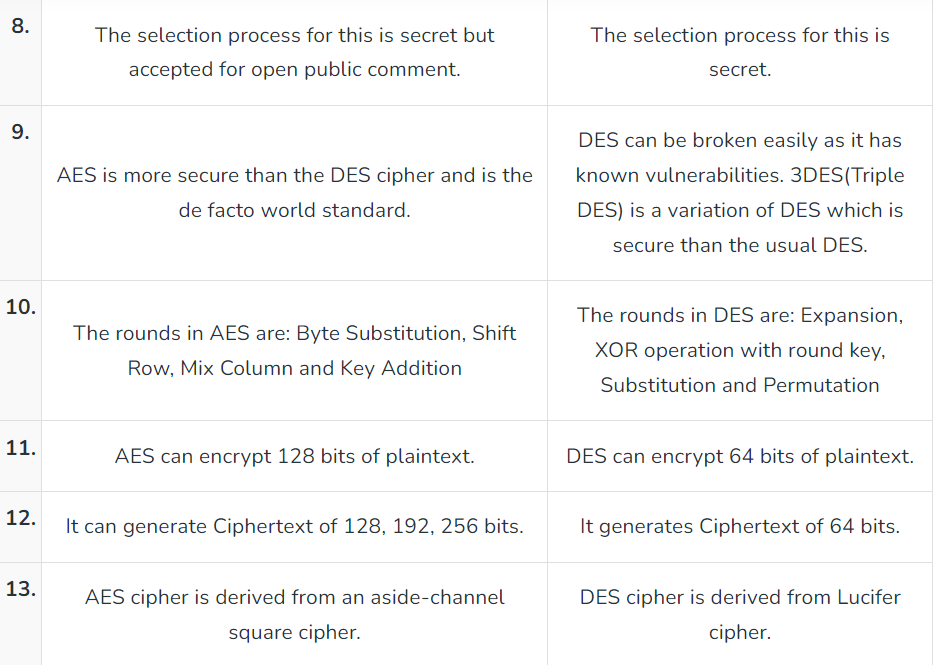 8.
The selection process for this is secret but
accepted for open public comment.
The selection process for this is
secret.
9.
AES is more secure than the DES cipher and is the
de facto world standard.
DES can be broken easily as it has
known vulnerabilities. 3DES(Triple
DES) is a variation of DES which is
secure than the usual DES.
10.
The rounds in AES are: Byte Substitution, Shift
Row, Mix Column and Key Addition
The rounds in DES are: Expansion,
XOR operation with round key,
Substitution and Permutation
11.
AES can encrypt 128 bits of plaintext.
DES can encrypt 64 bits of plaintext.
12.
It can generate Ciphertext of 128, 192, 256 bits.
It generates Ciphertext of 64 bits.
13.
AES cipher is derived from an aside-channel
square cipher.
DES cipher is derived from Lucifer
cipher.